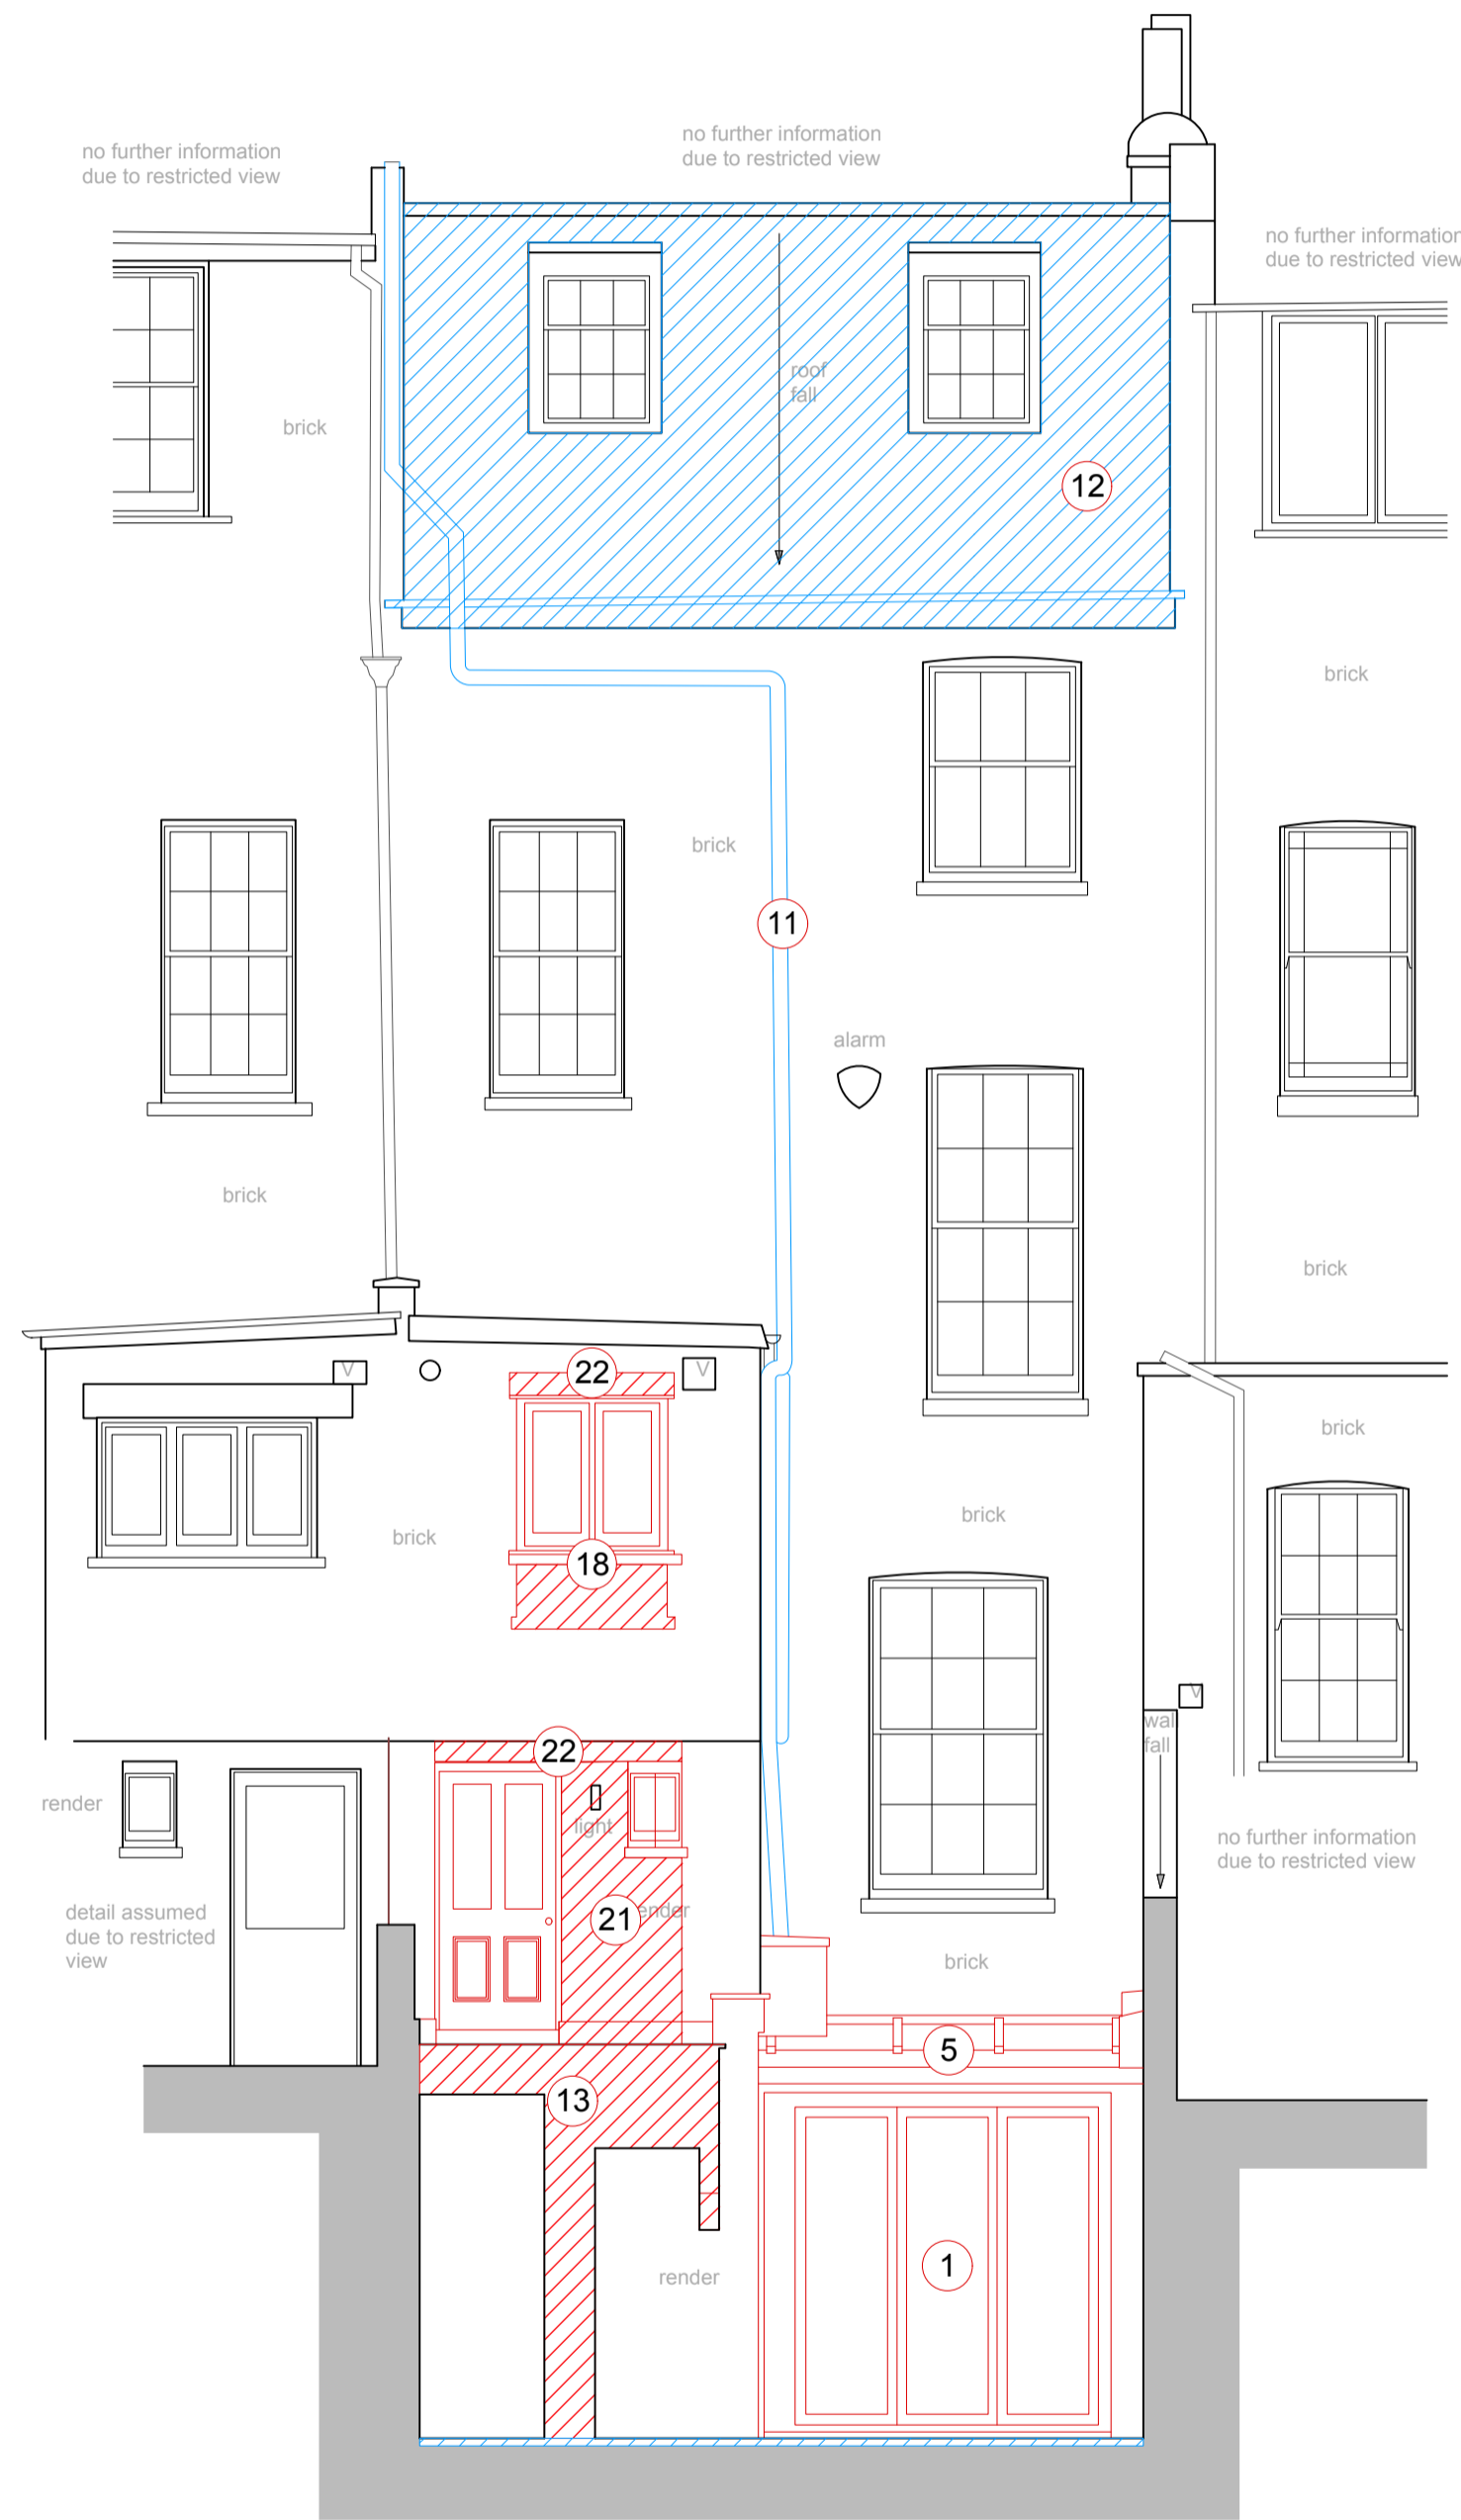 no further information
due to restricted view
no further information
due to restricted view
no further information
due to restricted view
roof
fall
brick
12
brick
brick
11
alarm
brick
brick
22
V
V
brick
brick
brick
18
V
wall
fall
22
render
light
no further information
due to restricted view
21
render
detail assumed
due to restricted
view
brick
5
13
1
render